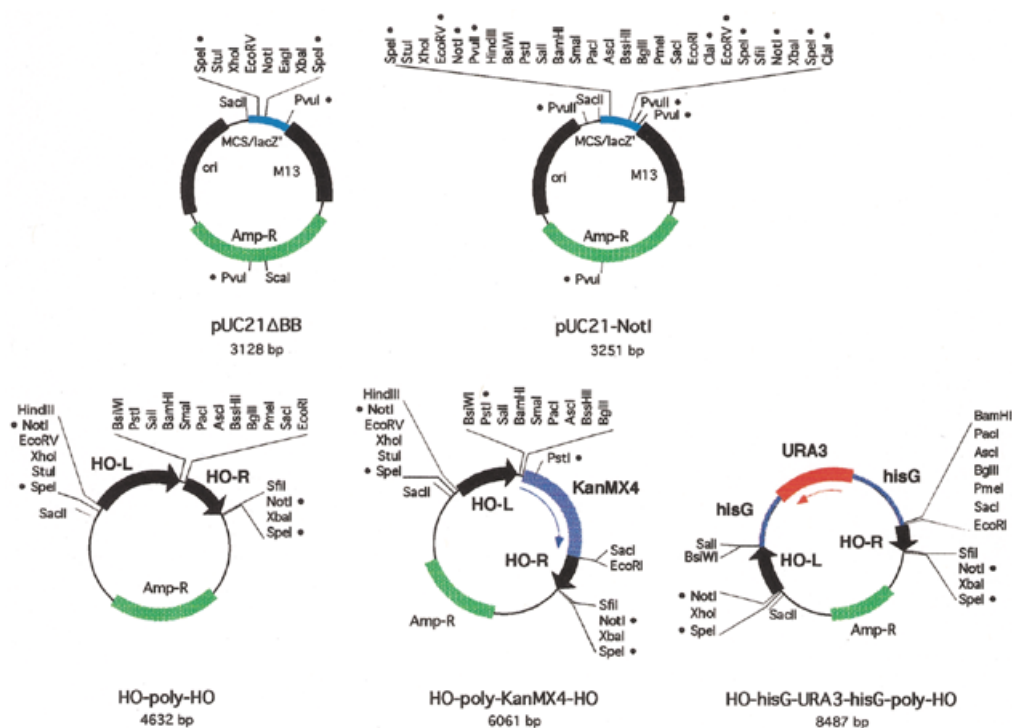 SpeI •
StuI
XhoI
EcoRV
NotI
EagI
XbaI
SpeI •
SacII
PvuI •
MCS/lacZ'
ori
M13
Amp-R
• PvuI
ScaI
pUC21ΔBB
3128 bp
SpeI •
StuI
XhoI
EcoRV •
NotI •
PvuII •
HindIII
BsiWI
PstI
SalI
BamHI
SmaI
PacI
AscI
BssHII
BglII
PmeI
SacI
EcoRI
ClaI •
EcoRV •
SpeI •
SfiI
NotI •
XbaI
SpeI •
ClaI •
• PvuII
SacII
PvuII •
PvuI •
MCS/lacZ'
ori
M13
Amp-R
• PvuI
pUC21-NotI
3251 bp
HindIII
• NotI
EcoRV
XhoI
StuI
• SpeI
SacII
BsiWI
PstI
SalI
BamHI
SmaI
PacI
AscI
BssHII
BglII
PmeI
SacI
EcoRI
HO-L
HO-R
SfiI
NotI •
XbaI
SpeI •
Amp-R
HO-poly-HO
4632 bp
HindIII
• NotI
EcoRV
XhoI
StuI
• SpeI
SacII
BsiWI
PstI •
SalI
BamHI
SmaI
PacI
AscI
BssHII
BglII
PstI •
KanMX4
HO-L
HO-R
SacI
EcoRI
SfiI
NotI •
XbaI
SpeI •
Amp-R
HO-poly-KanMX4-HO
6061 bp
BamHI
PacI
AscI
BglII
PmeI
SacI
EcoRI
URA3
hisG
hisG
SalI
BsiWI
HO-L
HO-R
• NotI
XhoI
• SpeI
SacII
SfiI
NotI •
XbaI
SpeI •
Amp-R
HO-hisG-URA3-hisG-poly-HO
8487 bp